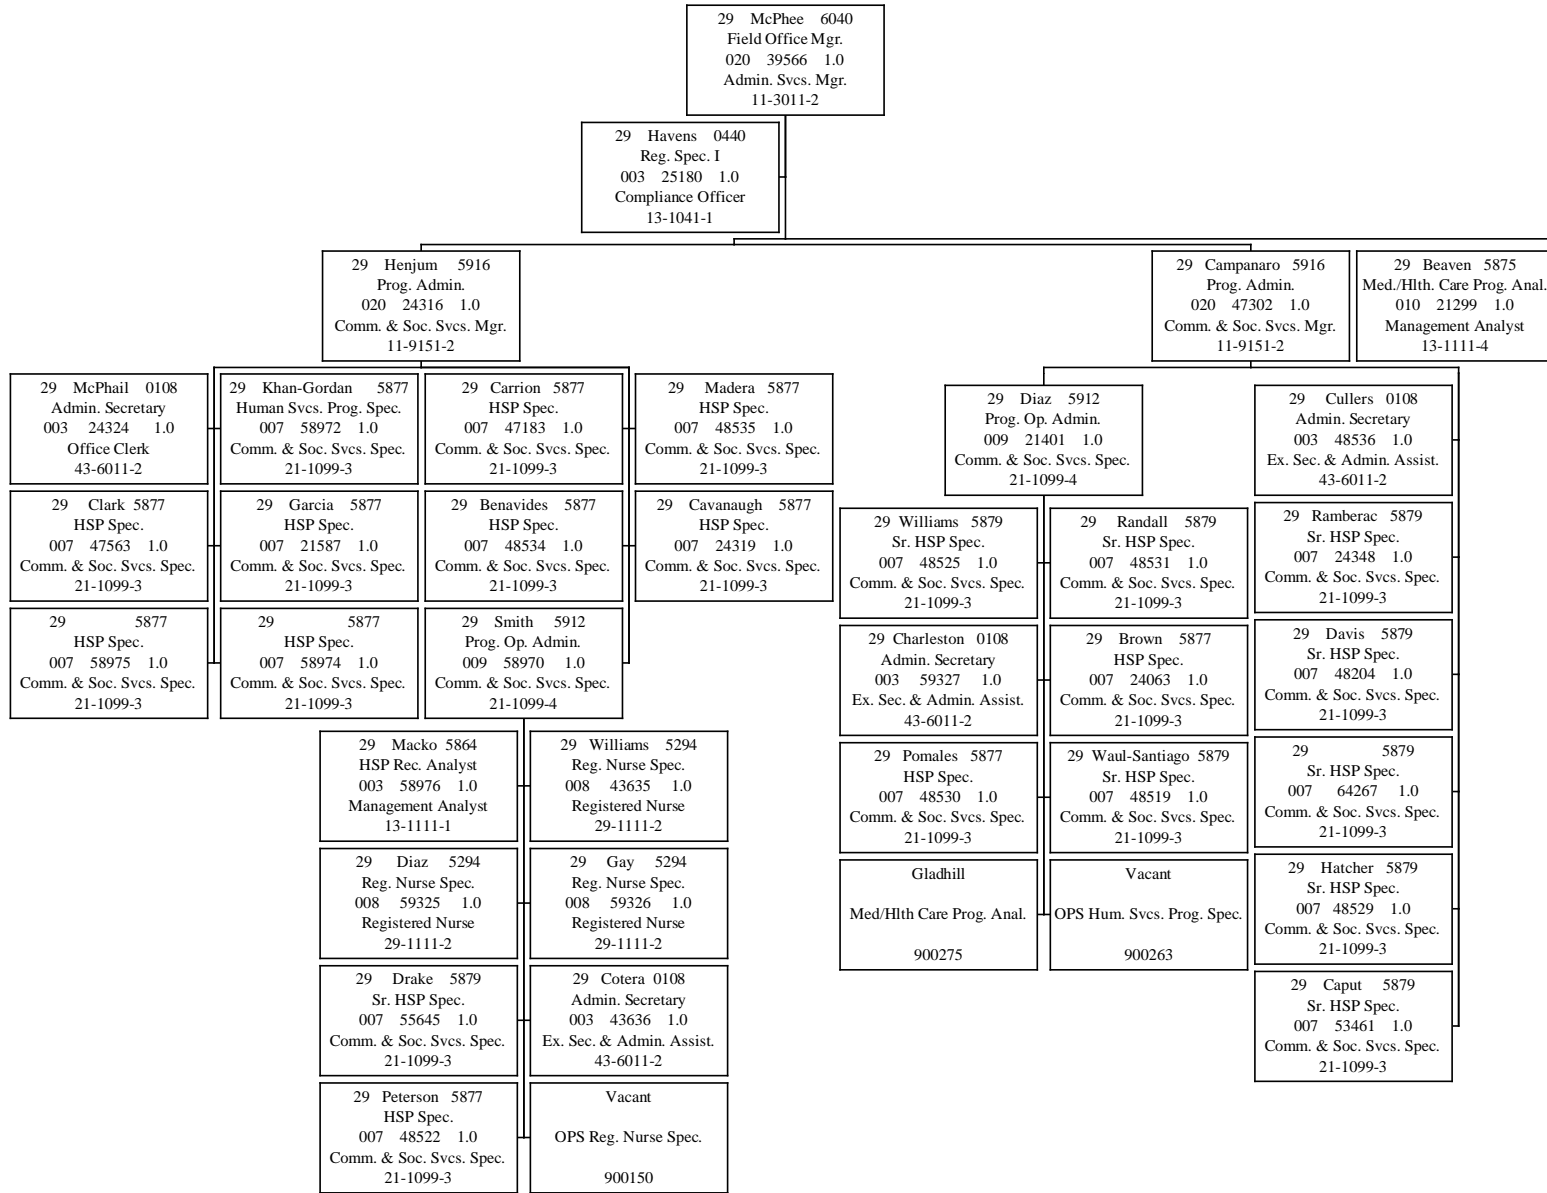 29 McPhee 6040
Field Office Mgr.
020 39566 1.0
Admin. Svcs. Mgr.
11-3011-2
29 Havens 0440
Reg. Spec. I
003 25180 1.0
Compliance Officer
13-1041-1
29 Henjum 5916
Prog. Admin.
020 24316 1.0
Comm. & Soc. Svcs. Mgr.
11-9151-2
29 Campanaro 5916
Prog. Admin.
020 47302 1.0
Comm. & Soc. Svcs. Mgr.
11-9151-2
29 Beaven 5875
Med./Hlth. Care Prog. Anal.
010 21299 1.0
Management Analyst
13-1111-4
29 McPhail 0108
Admin. Secretary
003 24324 1.0
Office Clerk
43-6011-2
29 Khan-Gordan 5877
Human Svcs. Prog. Spec.
007 58972 1.0
Comm. & Soc. Svcs. Spec.
21-1099-3
29 Carrion 5877
HSP Spec.
007 47183 1.0
Comm. & Soc. Svcs. Spec.
21-1099-3
29 Madera 5877
HSP Spec.
007 48535 1.0
Comm. & Soc. Svcs. Spec.
21-1099-3
29 Clark 5877
HSP Spec.
007 47563 1.0
Comm. & Soc. Svcs. Spec.
21-1099-3
29 Garcia 5877
HSP Spec.
007 21587 1.0
Comm. & Soc. Svcs. Spec.
21-1099-3
29 Benavides 5877
HSP Spec.
007 48534 1.0
Comm. & Soc. Svcs. Spec.
21-1099-3
29 Cavanaugh 5877
HSP Spec.
007 24319 1.0
Comm. & Soc. Svcs. Spec.
21-1099-3
29 5877
HSP Spec.
007 58975 1.0
Comm. & Soc. Svcs. Spec.
21-1099-3
29 5877
HSP Spec.
007 58974 1.0
Comm. & Soc. Svcs. Spec.
21-1099-3
29 Smith 5912
Prog. Op. Admin.
009 58970 1.0
Comm. & Soc. Svcs. Spec.
21-1099-4
29 Macko 5864
HSP Rec. Analyst
003 58976 1.0
Management Analyst
13-1111-1
29 Williams 5294
Reg. Nurse Spec.
008 43635 1.0
Registered Nurse
29-1111-2
29 Diaz 5294
Reg. Nurse Spec.
008 59325 1.0
Registered Nurse
29-1111-2
29 Gay 5294
Reg. Nurse Spec.
008 59326 1.0
Registered Nurse
29-1111-2
29 Drake 5879
Sr. HSP Spec.
007 55645 1.0
Comm. & Soc. Svcs. Spec.
21-1099-3
29 Cotera 0108
Admin. Secretary
003 43636 1.0
Ex. Sec. & Admin. Assist.
43-6011-2
29 Peterson 5877
HSP Spec.
007 48522 1.0
Comm. & Soc. Svcs. Spec.
21-1099-3
Vacant
OPS Reg. Nurse Spec.
900150
29 Diaz 5912
Prog. Op. Admin.
009 21401 1.0
Comm. & Soc. Svcs. Spec.
21-1099-4
29 Williams 5879
Sr. HSP Spec.
007 48525 1.0
Comm. & Soc. Svcs. Spec.
21-1099-3
29 Randall 5879
Sr. HSP Spec.
007 48531 1.0
Comm. & Soc. Svcs. Spec.
21-1099-3
29 Charleston 0108
Admin. Secretary
003 59327 1.0
Ex. Sec. & Admin. Assist.
43-6011-2
29 Brown 5877
HSP Spec.
007 24063 1.0
Comm. & Soc. Svcs. Spec.
21-1099-3
29 Pomales 5877
HSP Spec.
007 48530 1.0
Comm. & Soc. Svcs. Spec.
21-1099-3
29 Waul-Santiago 5879
Sr. HSP Spec.
007 48519 1.0
Comm. & Soc. Svcs. Spec.
21-1099-3
Gladhill
Med/Hlth Care Prog. Anal.
900275
Vacant
OPS Hum. Svcs. Prog. Spec.
900263
29 Cullers 0108
Admin. Secretary
003 48536 1.0
Ex. Sec. & Admin. Assist.
43-6011-2
29 Ramberac 5879
Sr. HSP Spec.
007 24348 1.0
Comm. & Soc. Svcs. Spec.
21-1099-3
29 Davis 5879
Sr. HSP Spec.
007 48204 1.0
Comm. & Soc. Svcs. Spec.
21-1099-3
29 5879
Sr. HSP Spec.
007 64267 1.0
Comm. & Soc. Svcs. Spec.
21-1099-3
29 Hatcher 5879
Sr. HSP Spec.
007 48529 1.0
Comm. & Soc. Svcs. Spec.
21-1099-3
29 Caput 5879
Sr. HSP Spec.
007 53461 1.0
Comm. & Soc. Svcs. Spec.
21-1099-3